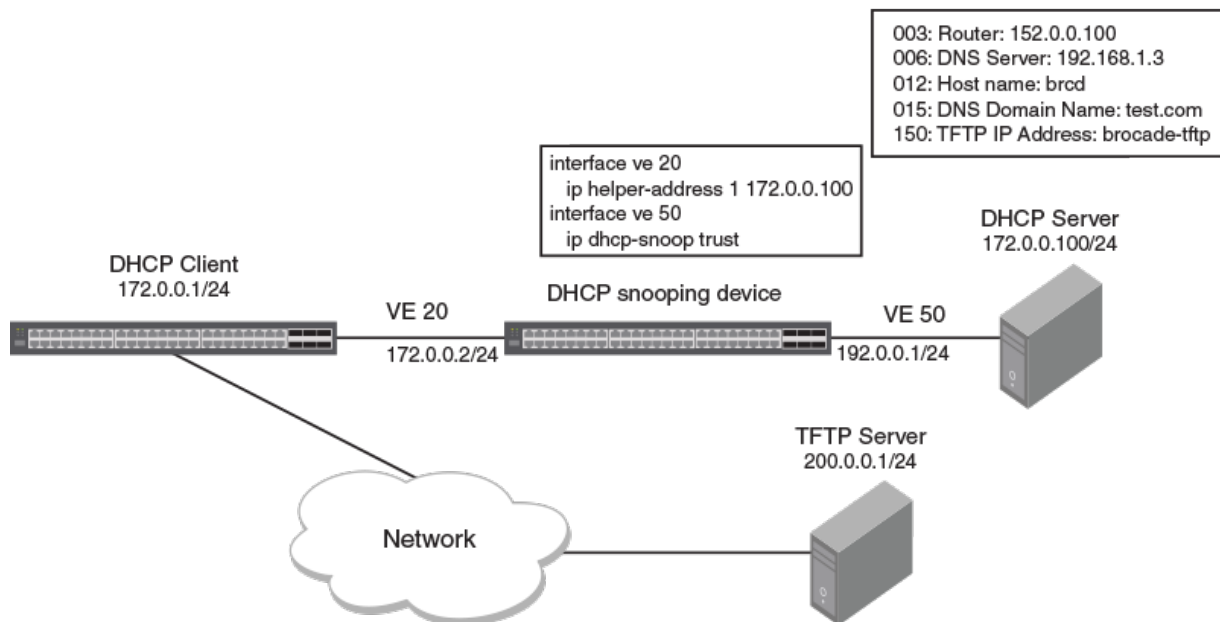 003: Router: 152.0.0.100
006: DNS Server: 192.168.1.3
012: Host name: brcd
015: DNS Domain Name: test.com
150: TFTP IP Address: brocade-tftp
interface ve 20
ip helper-address 1 172.0.0.100
interface ve 50
ip dhcp-snoop trust
DHCP Server
172.0.0.100/24
DHCP Client
172.0.0.1/24
DHCP snooping device
VE 20
VE 50
172.0.0.2/24
192.0.0.1/24
TFTP Server
200.0.0.1/24
Network